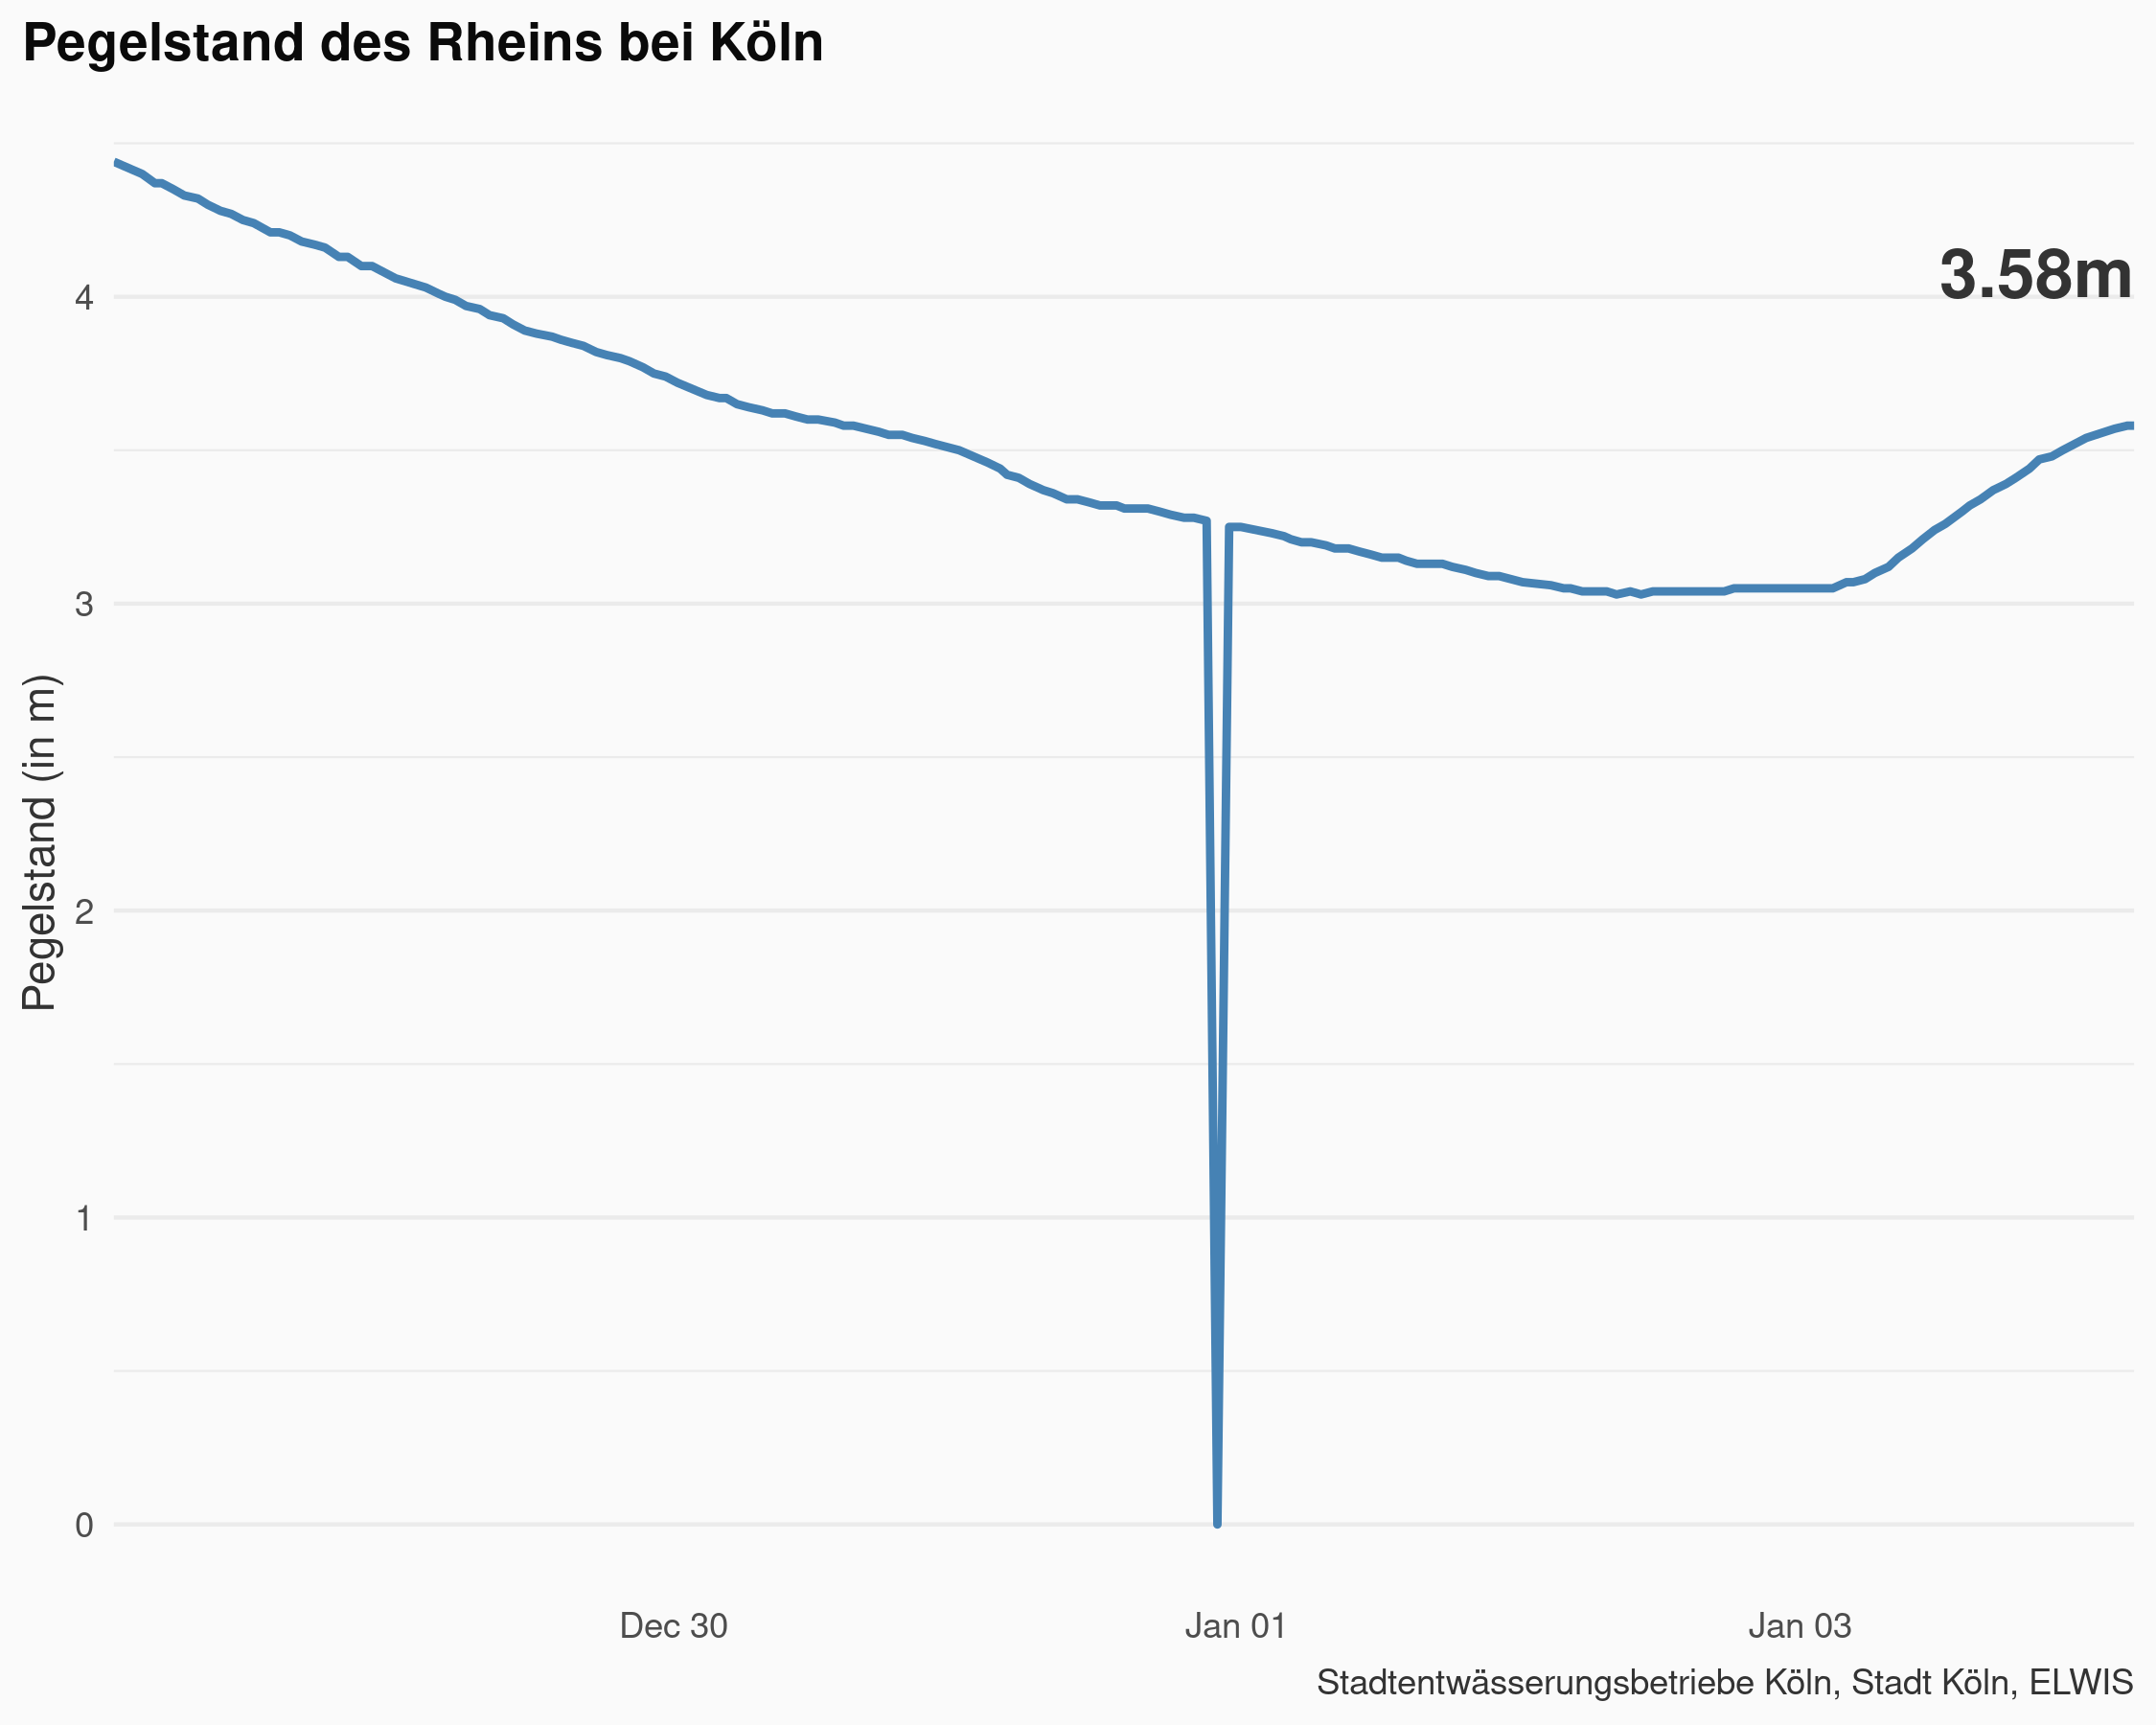 Pegelstand des Rheins bei Köln
3.58m
Pegelstand (in m)
4
3
2
1
0
Dec 30
Jan 01
Jan 03
Stadtentwässerungsbetriebe Köln, Stadt Köln, ELWIS